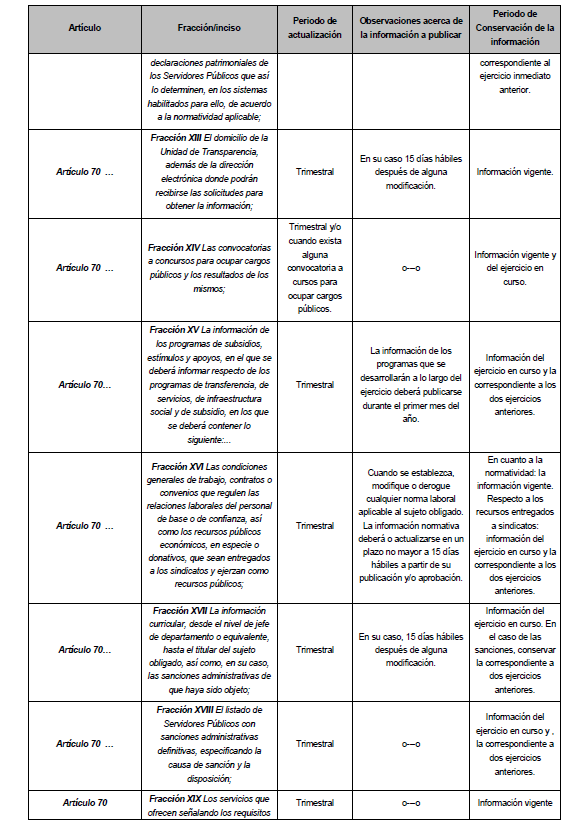 Artículo
Fracción/inciso
Periodo de
actualización
Observaciones acerca de
la información a publicar
Periodo de
Conservación de la
información
declaraciones patrimoniales de
los Servidores Públicos que así
lo determinen, en los sistemas
habilitados para ello, de acuerdo
a la normatividad aplicable;
correspondiente al
ejercicio inmediato
anterior.
Artículo 70 ...
Fracción XIII El domicilio de la
Unidad de Transparencia,
además de la dirección
electrónica donde podrán
recibirse las solicitudes para
obtener la información;
Trimestral
En su caso 15 días hábiles
después de alguna
modificación.
Información vigente.
Artículo 70 ...
Fracción XIV Las convocatorias
a concursos para ocupar cargos
públicos y los resultados de los
mismos;
Trimestral y/o
cuando exista
alguna
convocatoria a
cursos para
ocupar cargos
públicos.
o---o
Información vigente y
del ejercicio en
curso.
Artículo 70...
Fracción XV La información de
los programas de subsidios,
estímulos y apoyos, en el que se
deberá informar respecto de los
programas de transferencia, de
servicios, de infraestructura
social y de subsidio, en los que
se deberá contener lo
siguiente:...
Trimestral
La información de los
programas que se
desarrollarán a lo largo del
ejercicio deberá publicarse
durante el primer mes del
año.
Información del
ejercicio en curso y la
correspondiente a los
dos ejercicios
anteriores.
Artículo 70 ...
Fracción XVI Las condiciones
generales de trabajo, contratos o
convenios que regulen las
relaciones laborales del personal
de base o de confianza, así
como los recursos públicos
económicos, en especie o
donativos, que sean entregados
a los sindicatos y ejerzan como
recursos públicos;
Trimestral
Cuando se establezca,
modifique o derogue
cualquier norma laboral
aplicable al sujeto obligado.
La información normativa
deberá o actualizarse en un
plazo no mayor a 15 días
hábiles a partir de su
publicación y/o aprobación.
En cuanto a la
normatividad: la
información vigente.
Respecto a los
recursos entregados
a sindicatos:
información del
ejercicio en curso y la
correspondiente a los
dos ejercicios
anteriores.
Artículo 70...
Fracción XVII La información
curricular, desde el nivel de jefe
de departamento o equivalente,
hasta el titular del sujeto
obligado, así como, en su caso,
las sanciones administrativas de
que haya sido objeto;
Trimestral
En su caso, 15 días hábiles
después de alguna
modificación.
Información del
ejercicio en curso. En
el caso de las
sanciones, conservar
la correspondiente a
dos ejercicios
anteriores.
Artículo 70 ...
Fracción XVIII El listado de
Servidores Públicos con
sanciones administrativas
definitivas, especificando la
causa de sanción y la
disposición;
Trimestral
o---o
Información del
ejercicio en curso y ,
la correspondiente a
dos ejercicios
anteriores.
Artículo 70
Fracción XIX Los servicios que
ofrecen señalando los requisitos
Trimestral
o---o
Información vigente